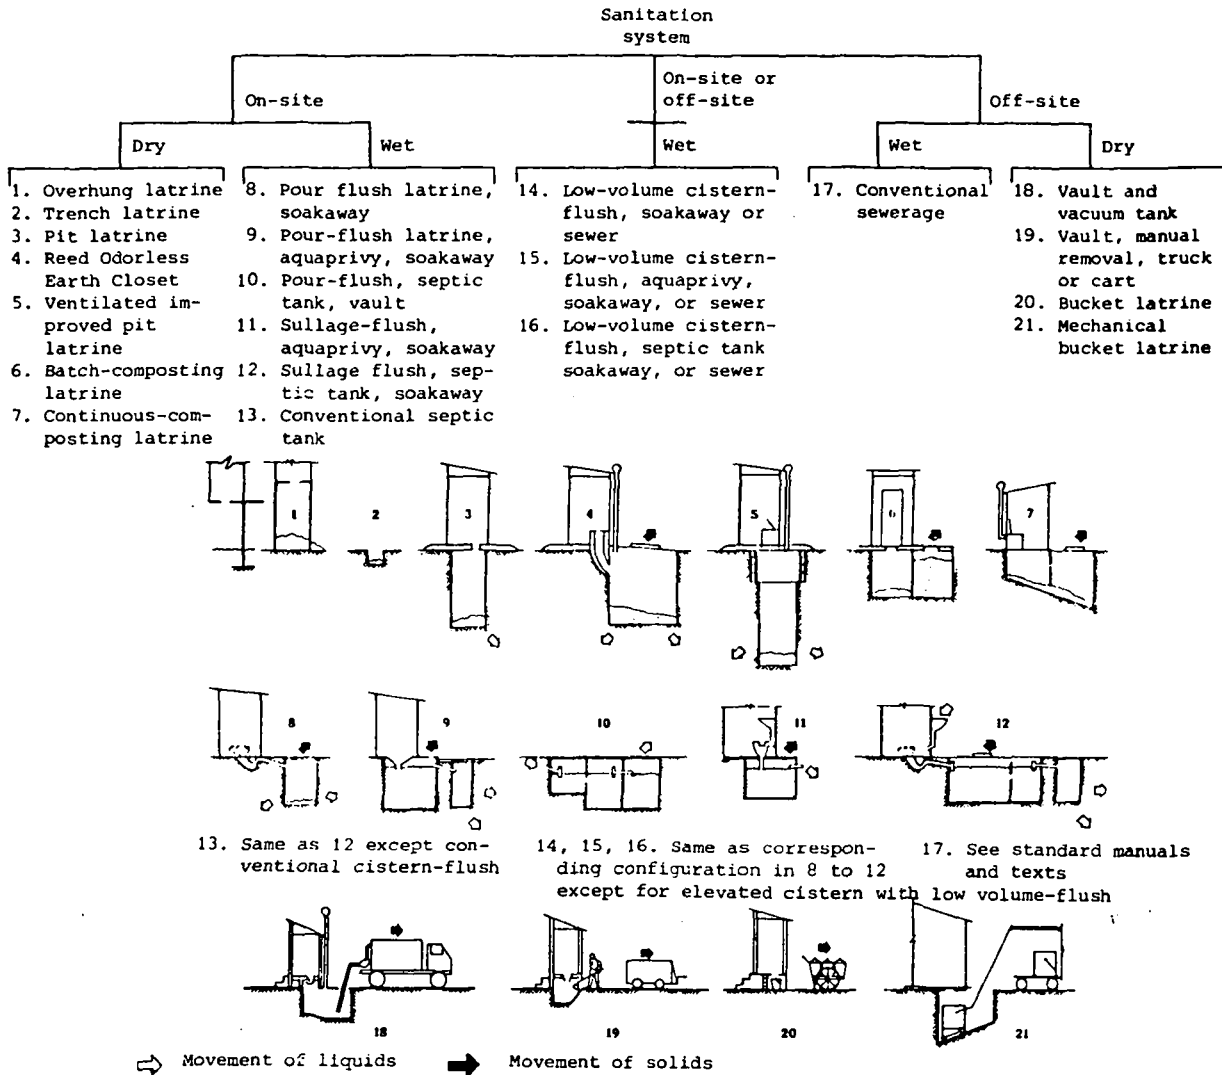 Sanitation
system
On-site
On-site or
off-site
Off-site
Dry
Wet
Wet
Wet
Dry
1. Overhung latrine
2. Trench latrine
3. Pit latrine
4. Reed Odorless
Earth Closet
5. Ventilated im-
proved pit
latrine
6. Batch-composting
latrine
7. Continuous-com-
posting latrine
8. Pour flush latrine,
soakaway
9. Pour-flush latrine,
aquaprivy, soakaway
10. Pour-flush, septic
tank, vault
11. Sullage-flush,
aquaprivy, soakaway
12. Sullage flush, sep-
tic tank, soakaway
13. Conventional septic
tank
14. Low-volume cistern-
flush, soakaway or
sewer
15. Low-volume cistern-
flush, aquaprivy,
soakaway, or sewer
16. Low-volume cistern-
flush, septic tank
soakaway, or sewer
17. Conventional
sewerage
18. Vault and
vacuum tank
19. Vault, manual
removal, truck
or cart
20. Bucket latrine
21. Mechanical
bucket latrine
1
2
3
4
5
6
7
8
9
10
11
12
13. Same as 12 except con-
ventional cistern-flush
14, 15, 16. Same as correspon-
ding configuration in 8 to 12
except for elevated cistern with low volume-flush
17. See standard manuals
and texts
18
19
20
21
Movement of liquids
Movement of solids